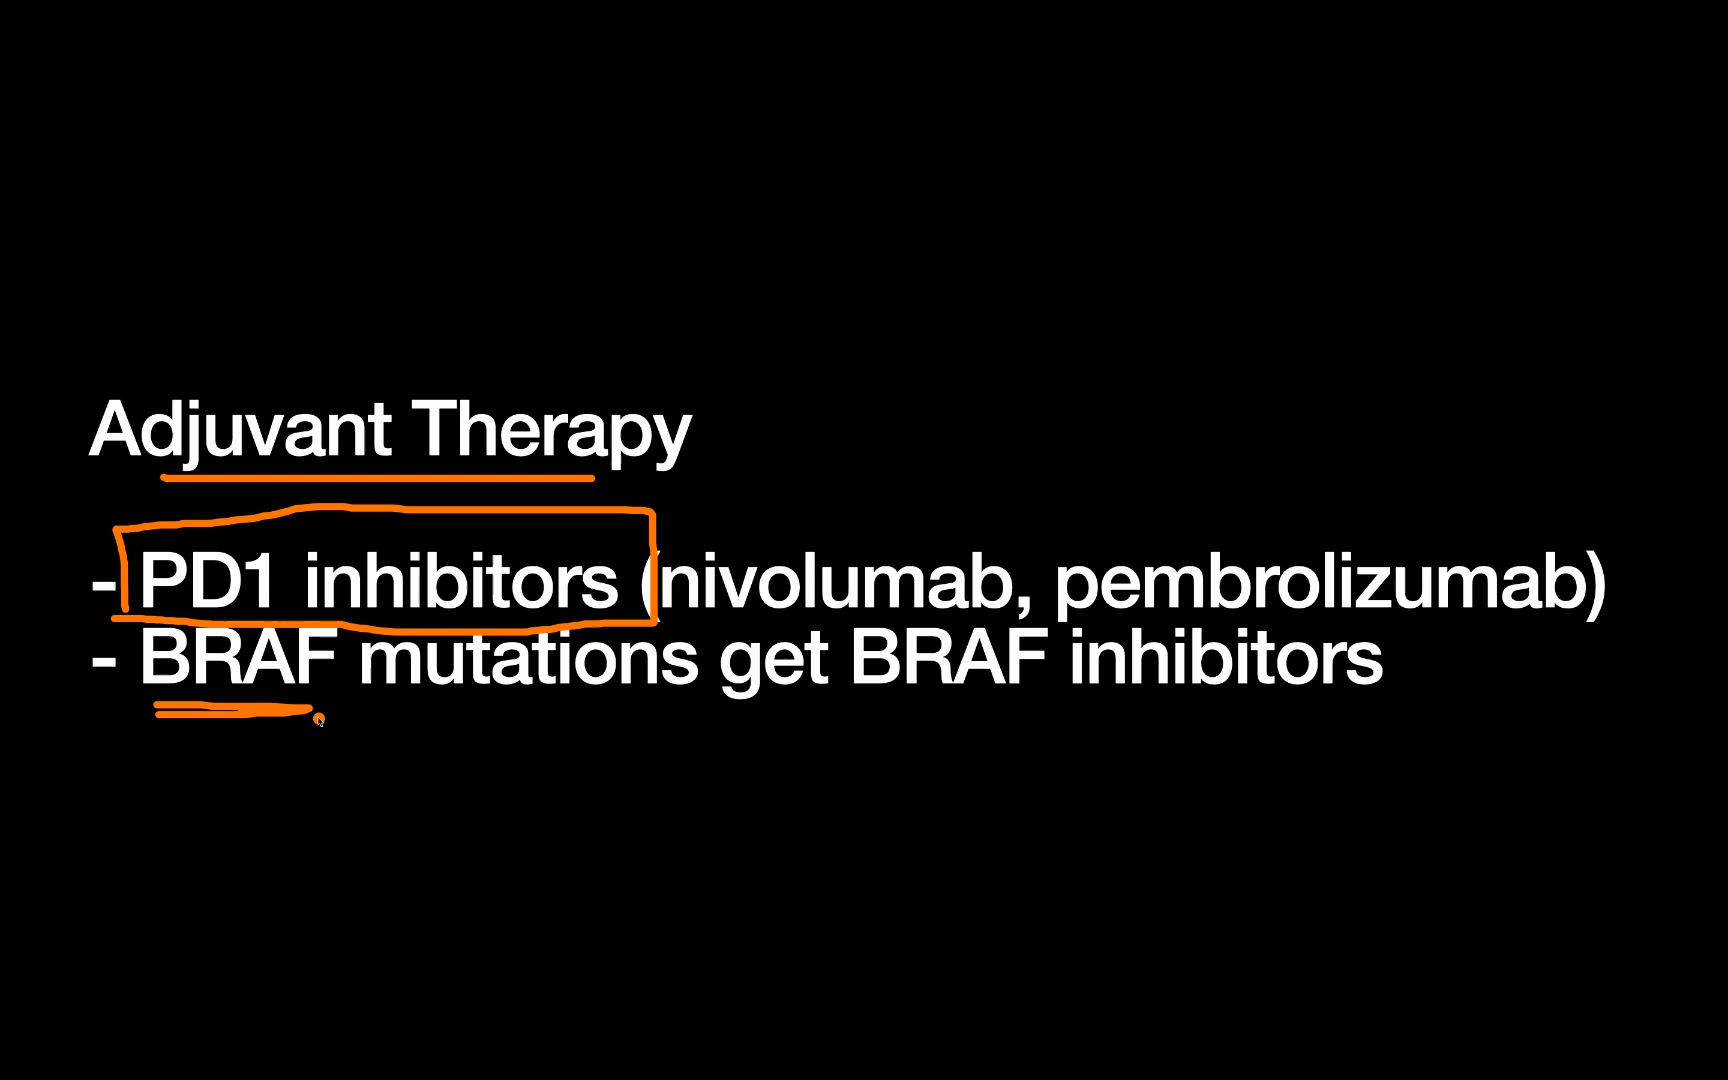 Adjuvant Therapy
- PD1 inhibitors (nivolumab, pembrolizumab)
- BRAF mutations get BRAF inhibitors